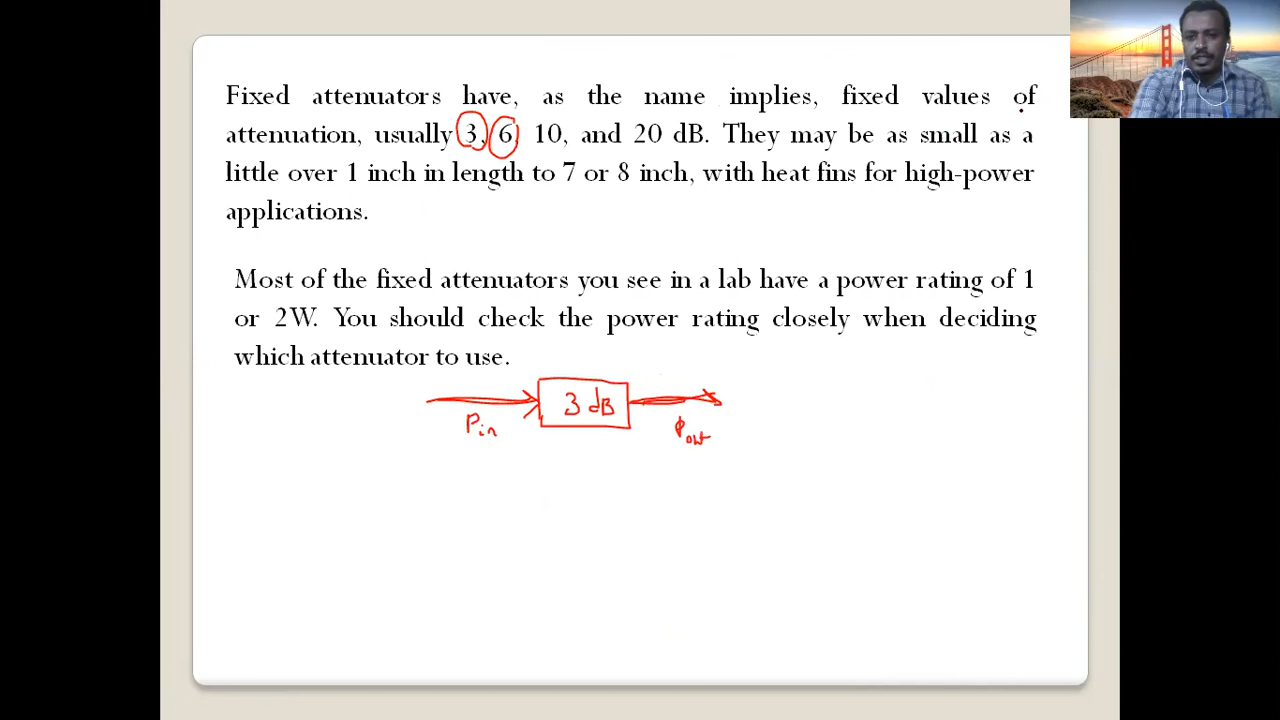 Fixed attenuators have, as the name implies, fixed values of
attenuation, usually 3, 6, 10, and 20 dB. They may be as small as a
little over 1 inch in length to 7 or 8 inch, with heat fins for high-power
applications.
Most of the fixed attenuators you see in a lab have a power rating of 1
or 2W. You should check the power rating closely when deciding
which attenuator to use.
3 dB
Pin
Pout